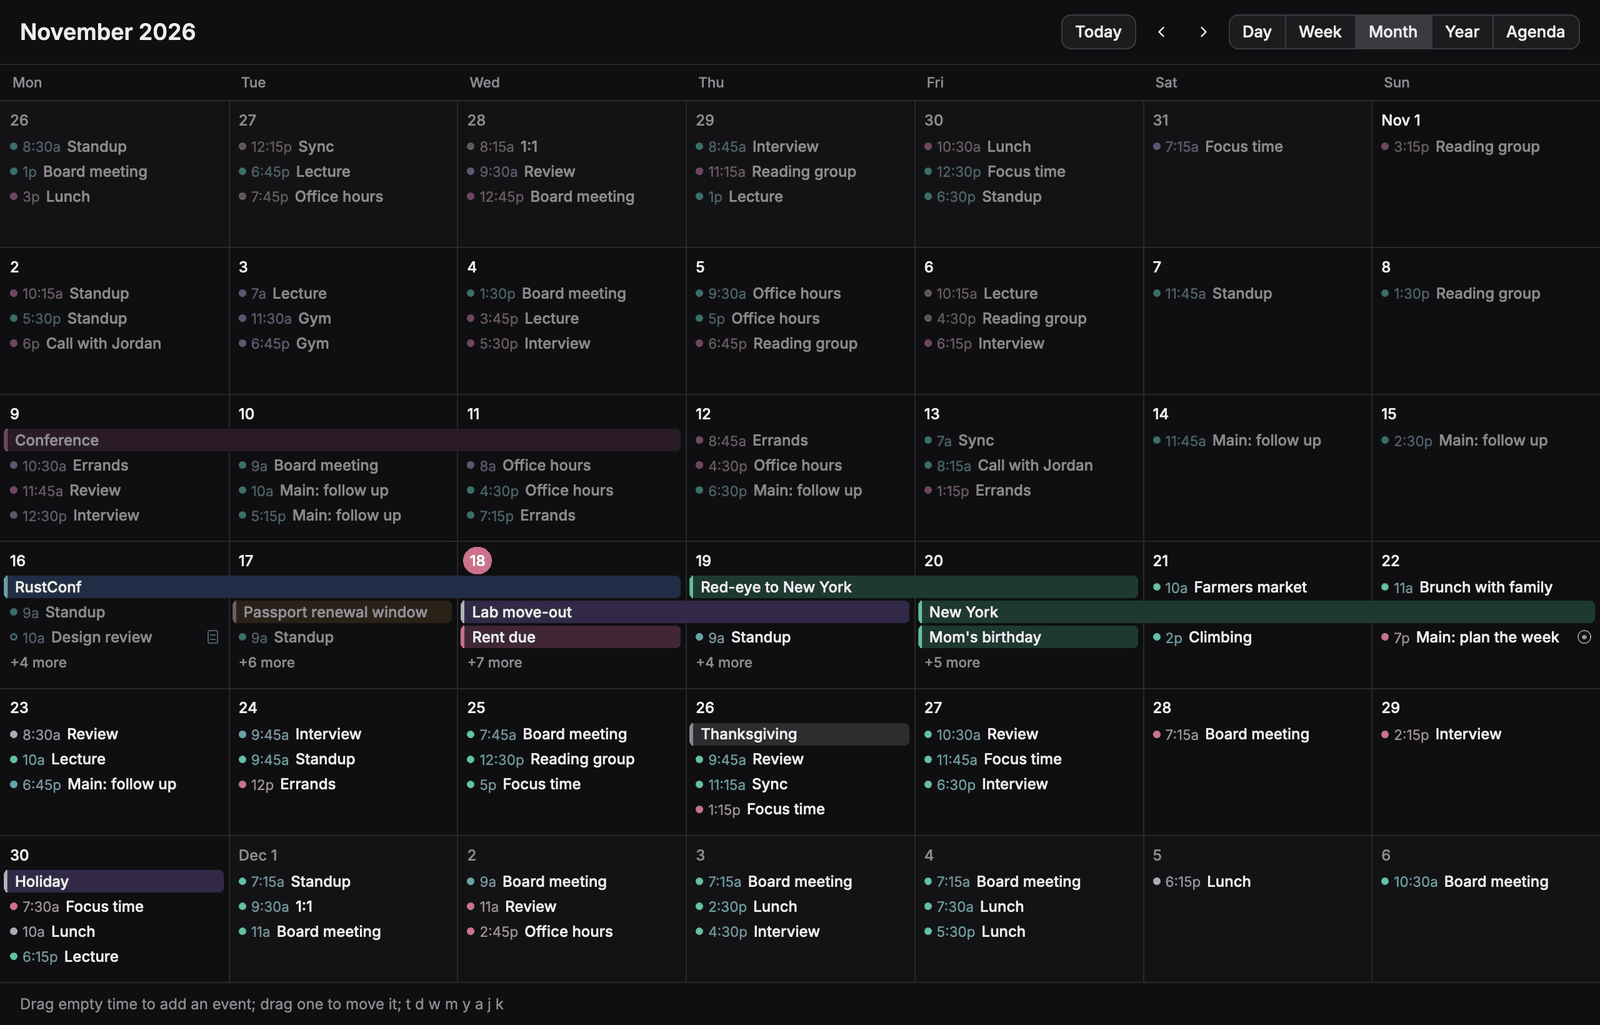 November 2026
Today
Day Week Month Year Agenda
Mon Tue Wed Thu Fri Sat Sun
26
8:30a Standup
1p Board meeting
3p Lunch
27
12:15p Sync
6:45p Lecture
7:45p Office hours
28
8:15a 1:1
9:30a Review
12:45p Board meeting
29
8:45a Interview
11:15a Reading group
1p Lecture
30
10:30a Lunch
12:30p Focus time
6:30p Standup
31
7:15a Focus time
Nov 1
3:15p Reading group
2
10:15a Standup
5:30p Standup
6p Call with Jordan
3
7a Lecture
11:30a Gym
6:45p Gym
4
1:30p Board meeting
3:45p Lecture
5:30p Interview
5
9:30a Office hours
5p Office hours
6:45p Reading group
6
10:15a Lecture
4:30p Reading group
6:15p Interview
7
11:45a Standup
8
1:30p Reading group
9
Conference
10:30a Errands
11:45a Review
12:30p Interview
10
9a Board meeting
10a Main: follow up
5:15p Main: follow up
11
8a Office hours
4:30p Office hours
7:15p Errands
12
8:45a Errands
4:30p Office hours
6:30p Main: follow up
13
7a Sync
8:15a Call with Jordan
1:15p Errands
14
11:45a Main: follow up
15
2:30p Main: follow up
16
RustConf
9a Standup
10a Design review
+4 more
17
Passport renewal window
9a Standup
+6 more
18
Lab move-out
Rent due
+7 more
19
Red-eye to New York
9a Standup
+4 more
20
New York
Mom's birthday
+5 more
21
10a Farmers market
2p Climbing
22
11a Brunch with family
7p Main: plan the week
23
8:30a Review
10a Lecture
6:45p Main: follow up
24
9:45a Interview
9:45a Standup
12p Errands
25
7:45a Board meeting
12:30p Reading group
5p Focus time
26
Thanksgiving
9:45a Review
11:15a Sync
1:15p Focus time
27
10:30a Review
11:45a Focus time
6:30p Interview
28
7:15a Board meeting
29
2:15p Interview
30
Holiday
7:30a Focus time
10a Lunch
6:15p Lecture
Dec 1
7:15a Standup
9:30a 1:1
11a Board meeting
2
9a Board meeting
11a Review
2:45p Office hours
3
7:15a Board meeting
2:30p Lunch
4:30p Interview
4
7:15a Board meeting
7:30a Lunch
5:30p Lunch
5
6:15p Lunch
6
10:30a Board meeting
Drag empty time to add an event; drag one to move it; t d w m y a j k